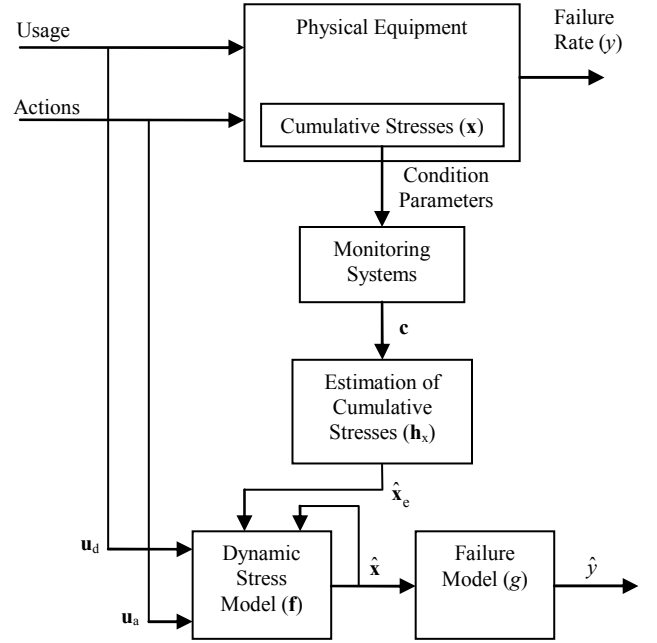 Usage
Physical Equipment
Failure
Rate (y)
Actions
Cumulative Stresses (x)
Condition
Parameters
Monitoring
Systems
c
Estimation of
Cumulative
Stresses (hₓ)
x̂ₑ
u_d
Dynamic
Stress
Model (f)
x̂
Failure
Model (g)
ŷ
uₐ